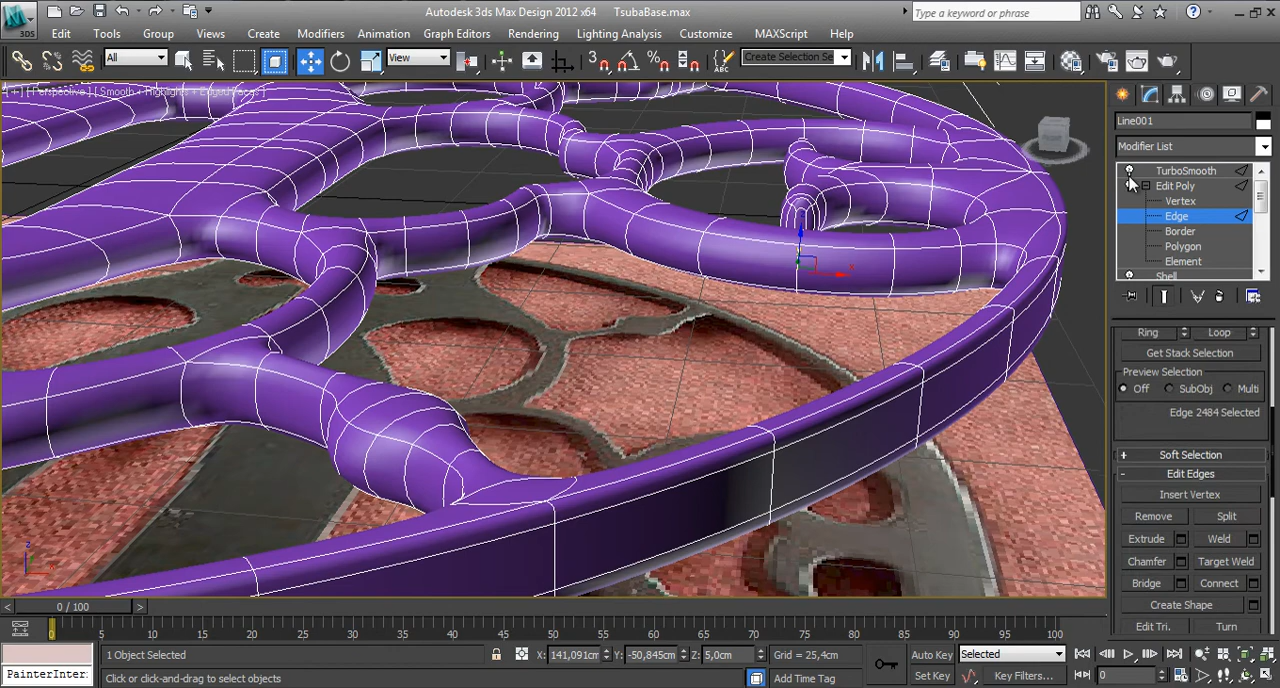 Autodesk 3ds Max Design 2012 x64 TsubaBase.max
Type a keyword or phrase
3DS
Edit Tools Group Views Create Modifiers Animation Graph Editors Rendering Lighting Analysis Customize MAXScript Help
All View Create Selection Se
[ + ] [ Perspective ] [ Smooth + Highlights + Edged Faces ]
Line001
Modifier List
TurboSmooth
Edit Poly
Vertex
Edge
Border
Polygon
Element
Shell
Ring Loop
Get Stack Selection
Preview Selection
Off SubObj Multi
Edge 2484 Selected
+ Soft Selection
- Edit Edges
Insert Vertex
Remove Split
Extrude Weld
Chamfer Target Weld
Bridge Connect
Create Shape
Edit Tri. Turn
z
x
< 0 / 100 >
0 5 10 15 20 25 30 35 40 45 50 55 60 65 70 75 80 85 90 95 100
1 Object Selected X: 141,091cm Y: -50,845cm Z: 5,0cm Grid = 25,4cm Auto Key Selected
PainterInter: Click or click-and-drag to select objects Add Time Tag Set Key Key Filters... 0